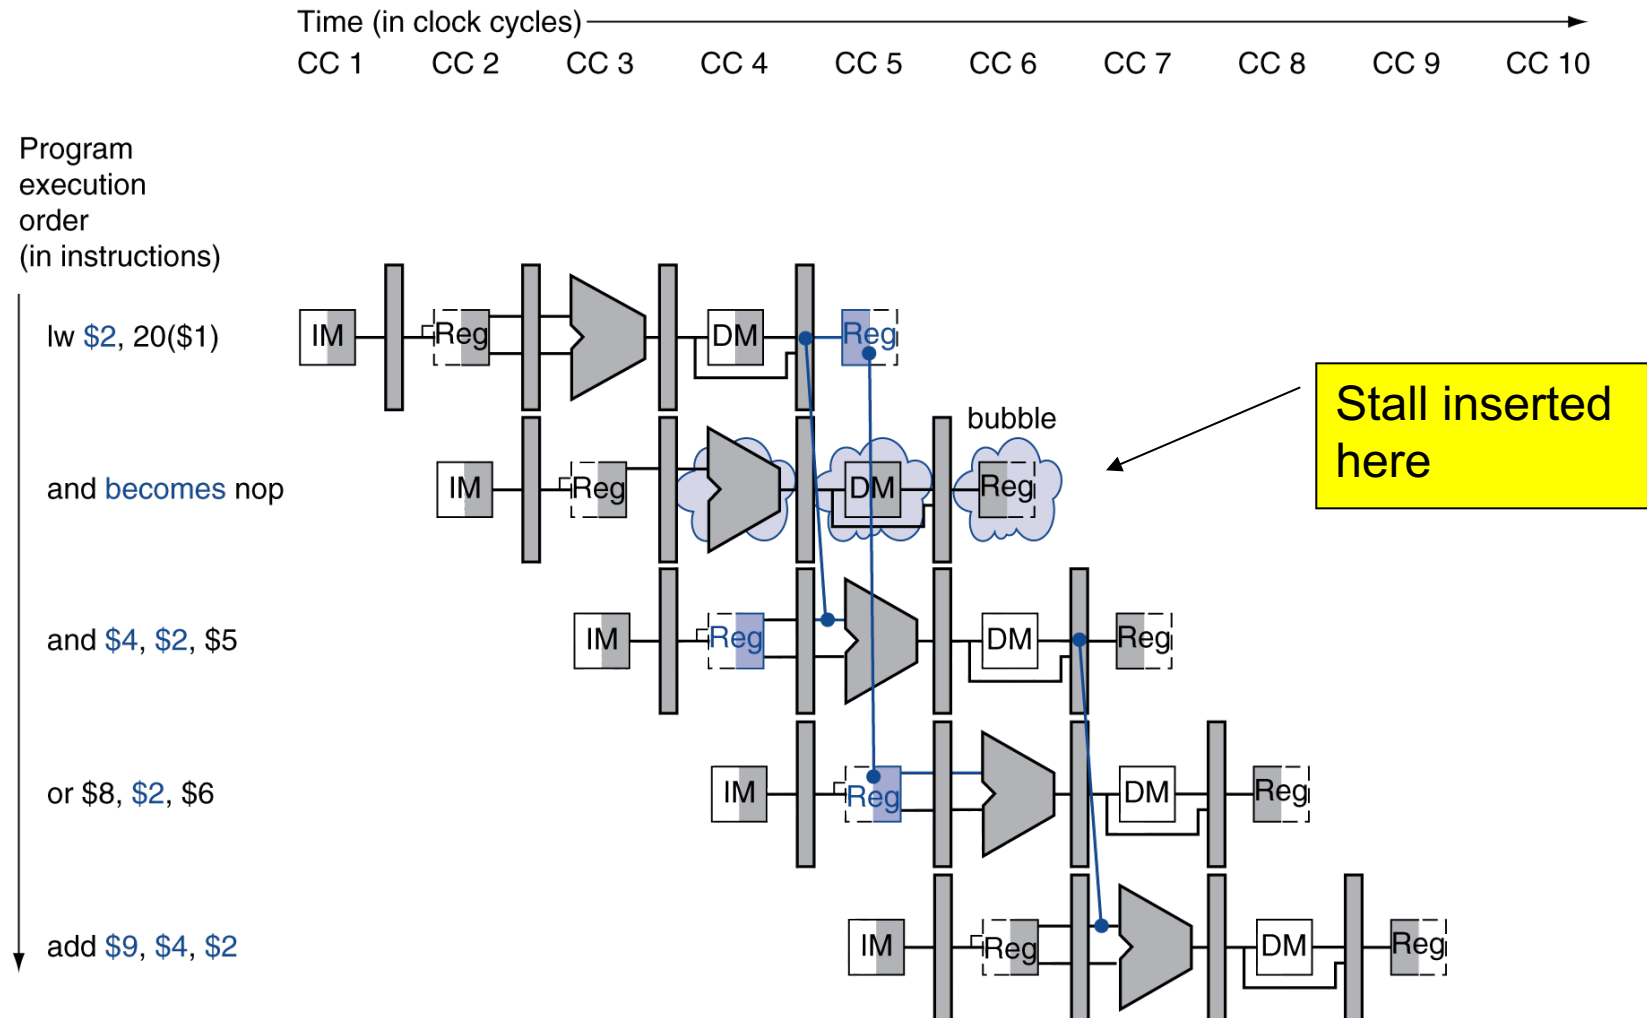 Time (in clock cycles)
CC 1 CC 2 CC 3 CC 4 CC 5 CC 6 CC 7 CC 8 CC 9 CC 10
Program
execution
order
(in instructions)
lw $2, 20($1)
IM Reg DM Reg
bubble
Stall inserted
here
and becomes nop
IM Reg DM Reg
and $4, $2, $5
IM Reg DM Reg
or $8, $2, $6
IM Reg DM Reg
add $9, $4, $2
IM Reg DM Reg